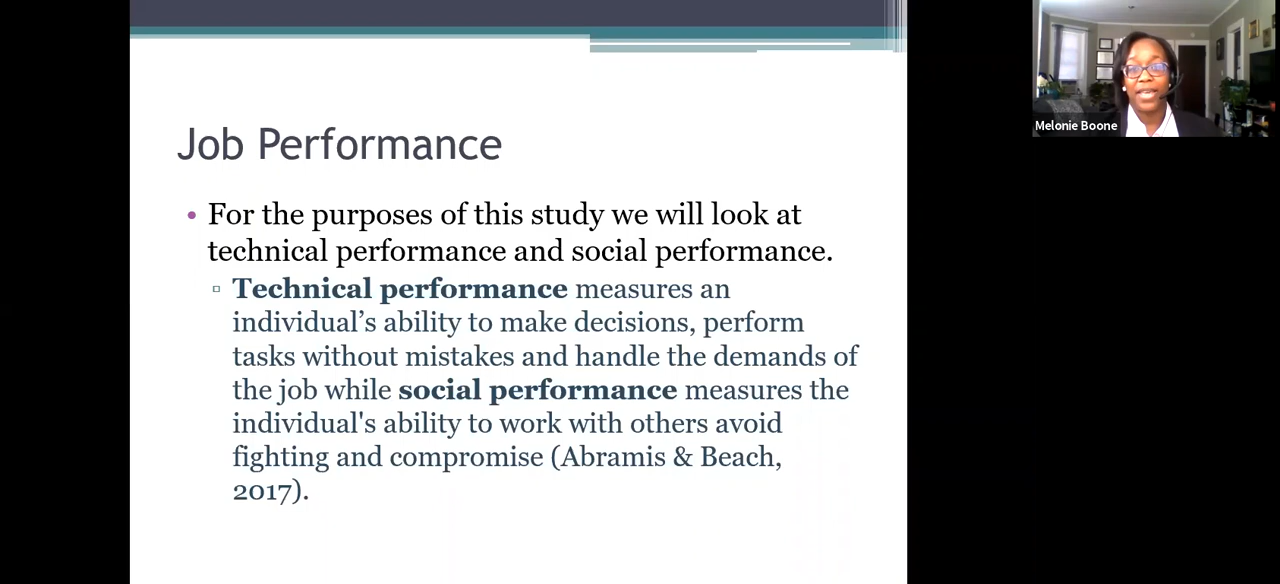 Job Performance
• For the purposes of this study we will look at
technical performance and social performance.
▫ Technical performance measures an
individual’s ability to make decisions, perform
tasks without mistakes and handle the demands of
the job while social performance measures the
individual's ability to work with others avoid
fighting and compromise (Abramis & Beach,
2017).
Melonie Boone